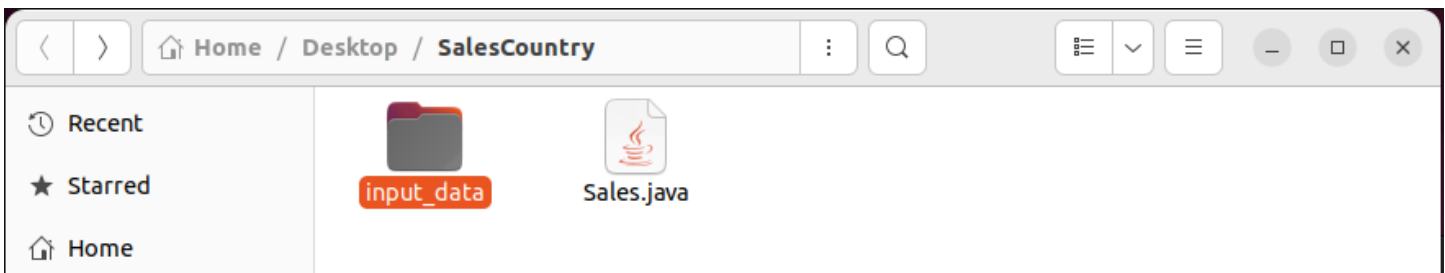 Home / Desktop / SalesCountry
Recent
Starred
Home
input_data
Sales.java